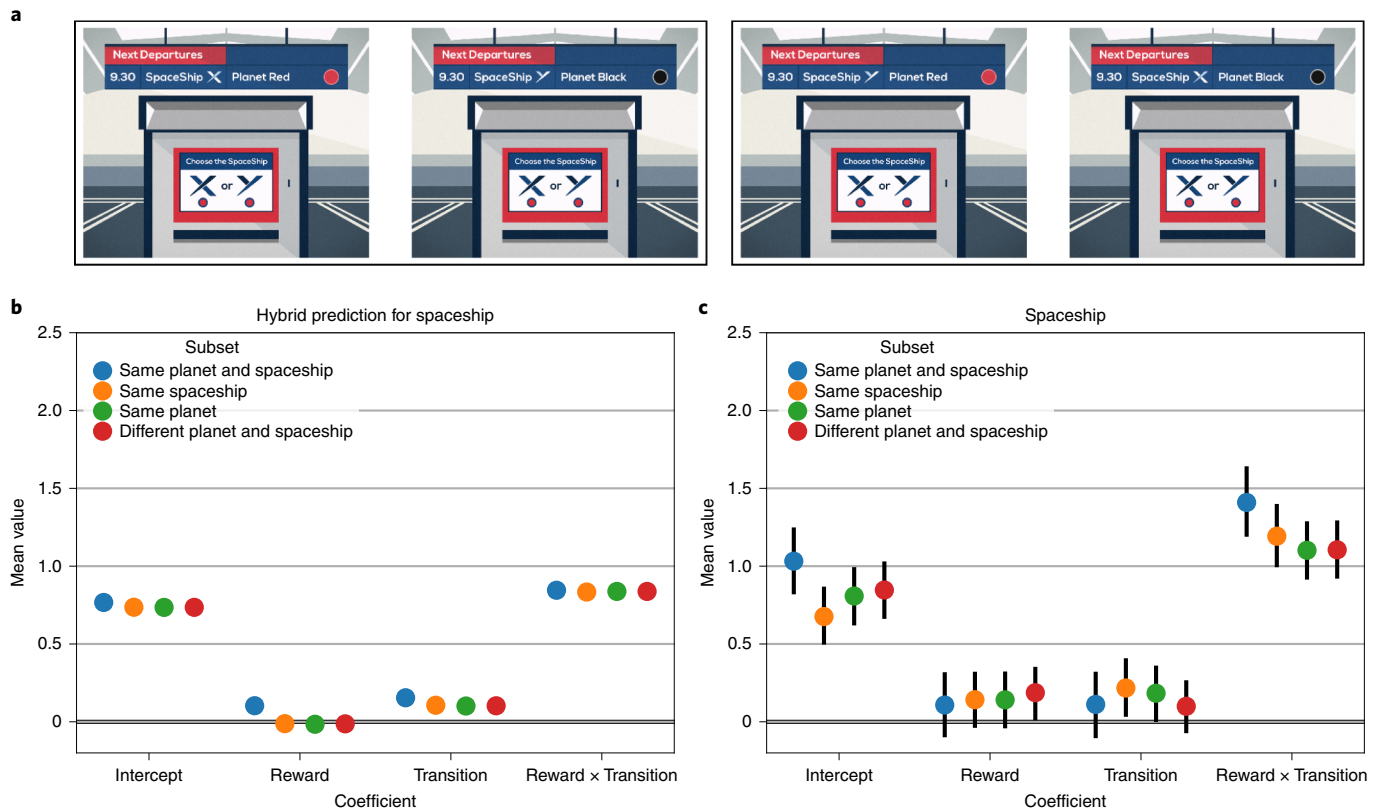 a
Next Departures
9.30 SpaceShip X Planet Red
Choose the SpaceShip
X or Y
Next Departures
9.30 SpaceShip Y Planet Black
Choose the SpaceShip
X or Y
Next Departures
9.30 SpaceShip Y Planet Red
Choose the SpaceShip
X or Y
Next Departures
9.30 SpaceShip X Planet Black
Choose the SpaceShip
X or Y
b
Hybrid prediction for spaceship
2.5
2.0
1.5
1.0
0.5
0
Mean value
Subset
Same planet and spaceship
Same spaceship
Same planet
Different planet and spaceship
Intercept
Reward
Transition
Reward × Transition
Coefficient
c
Spaceship
2.5
2.0
1.5
1.0
0.5
0
Mean value
Subset
Same planet and spaceship
Same spaceship
Same planet
Different planet and spaceship
Intercept
Reward
Transition
Reward × Transition
Coefficient